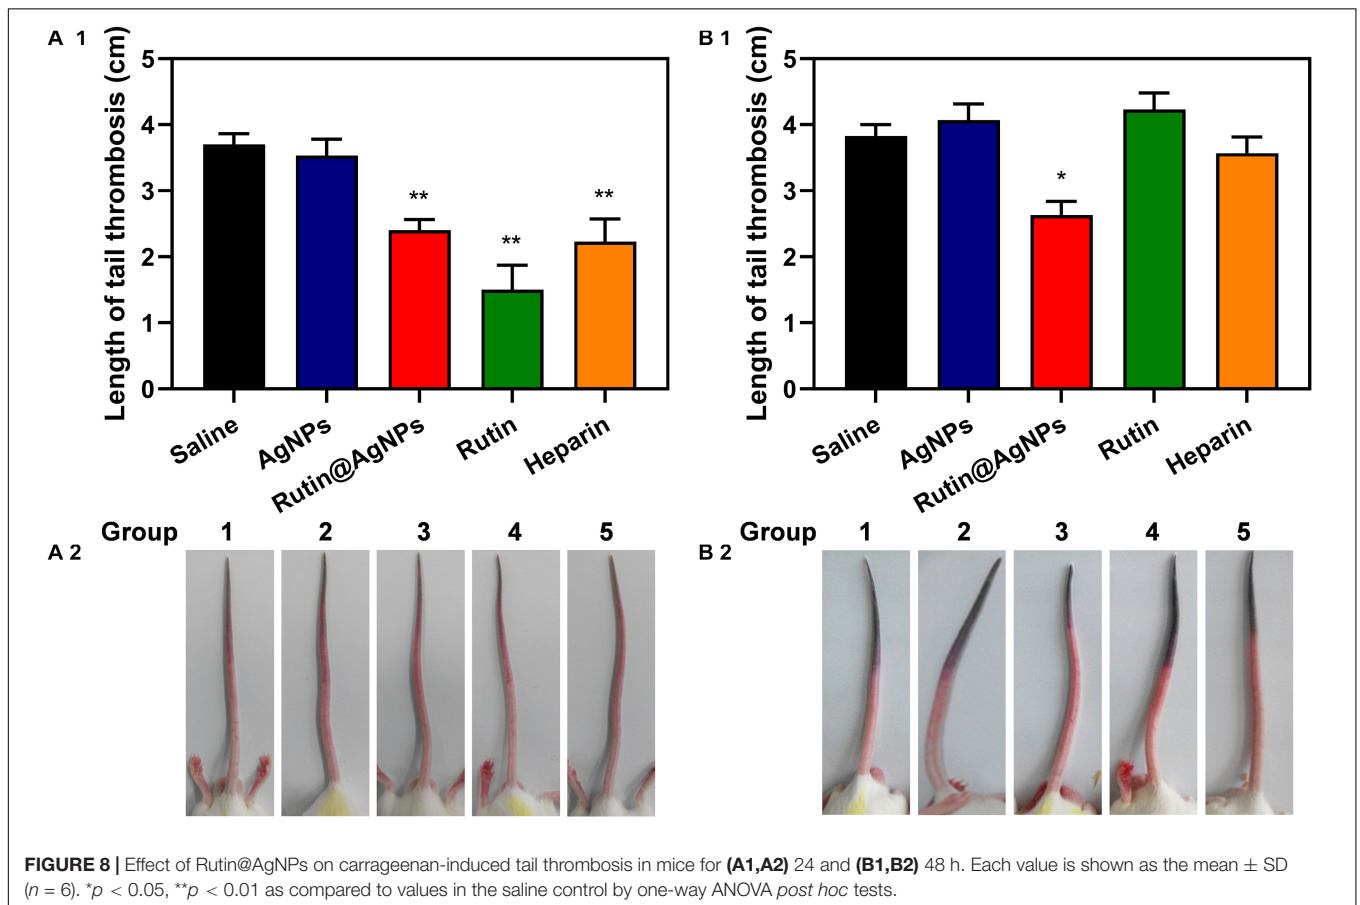 A 1
Length of tail thrombosis (cm)
5
4
3
2
1
0
**
**
**
Saline
AgNPs
Rutin@AgNPs
Rutin
Heparin
B 1
Length of tail thrombosis (cm)
5
4
3
2
1
0
*
Saline
AgNPs
Rutin@AgNPs
Rutin
Heparin
Group 1 2 3 4 5
A 2
Group 1 2 3 4 5
B 2
FIGURE 8 | Effect of Rutin@AgNPs on carrageenan-induced tail thrombosis in mice for (A1,A2) 24 and (B1,B2) 48 h. Each value is shown as the mean ± SD
(n = 6). *p < 0.05, **p < 0.01 as compared to values in the saline control by one-way ANOVA post hoc tests.